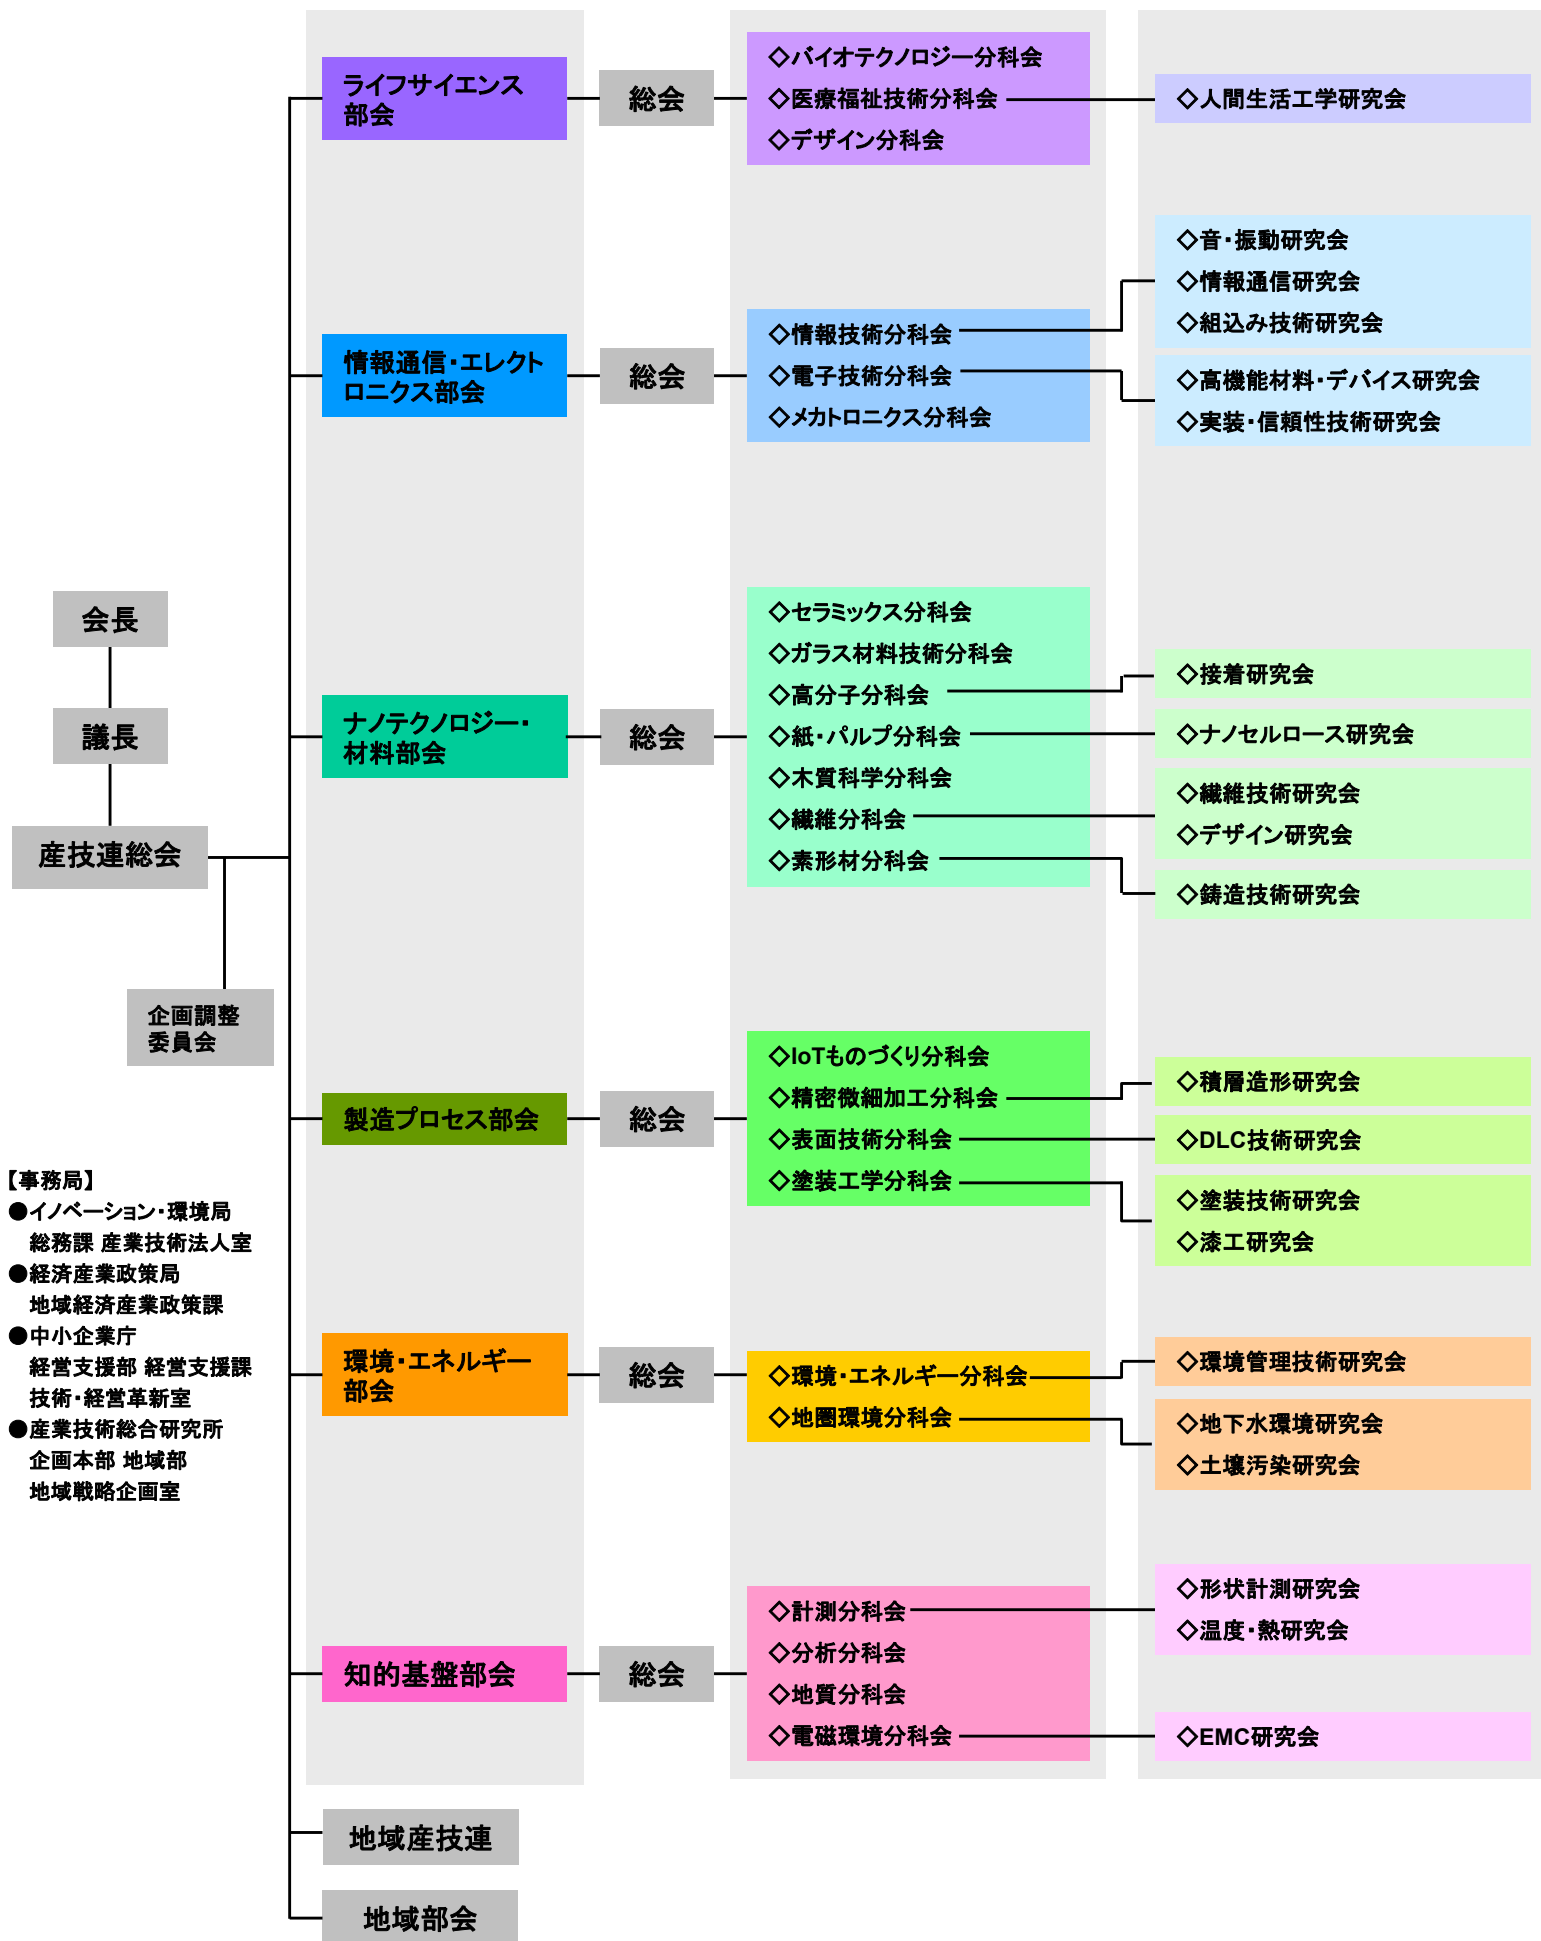 会長
議長
産技連総会
企画調整
委員会
【事務局】
●イノベーション・環境局
総務課 産業技術法人室
●経済産業政策局
地域経済産業政策課
●中小企業庁
経営支援部 経営支援課
技術・経営革新室
●産業技術総合研究所
企画本部 地域部
地域戦略企画室
ライフサイエンス
部会
総会
◇バイオテクノロジー分科会
◇医療福祉技術分科会
◇デザイン分科会
◇人間生活工学研究会
情報通信・エレクト
ロニクス部会
総会
◇情報技術分科会
◇電子技術分科会
◇メカトロニクス分科会
◇音・振動研究会
◇情報通信研究会
◇組込み技術研究会
◇高機能材料・デバイス研究会
◇実装・信頼性技術研究会
ナノテクノロジー・
材料部会
総会
◇セラミックス分科会
◇ガラス材料技術分科会
◇高分子分科会
◇紙・パルプ分科会
◇木質科学分科会
◇繊維分科会
◇素形材分科会
◇接着研究会
◇ナノセルロース研究会
◇繊維技術研究会
◇デザイン研究会
◇鋳造技術研究会
製造プロセス部会
総会
◇IoTものづくり分科会
◇精密微細加工分科会
◇表面技術分科会
◇塗装工学分科会
◇積層造形研究会
◇DLC技術研究会
◇塗装技術研究会
◇漆工研究会
環境・エネルギー
部会
総会
◇環境・エネルギー分科会
◇地圏環境分科会
◇環境管理技術研究会
◇地下水環境研究会
◇土壌汚染研究会
知的基盤部会
総会
◇計測分科会
◇分析分科会
◇地質分科会
◇電磁環境分科会
◇形状計測研究会
◇温度・熱研究会
◇EMC研究会
地域産技連
地域部会